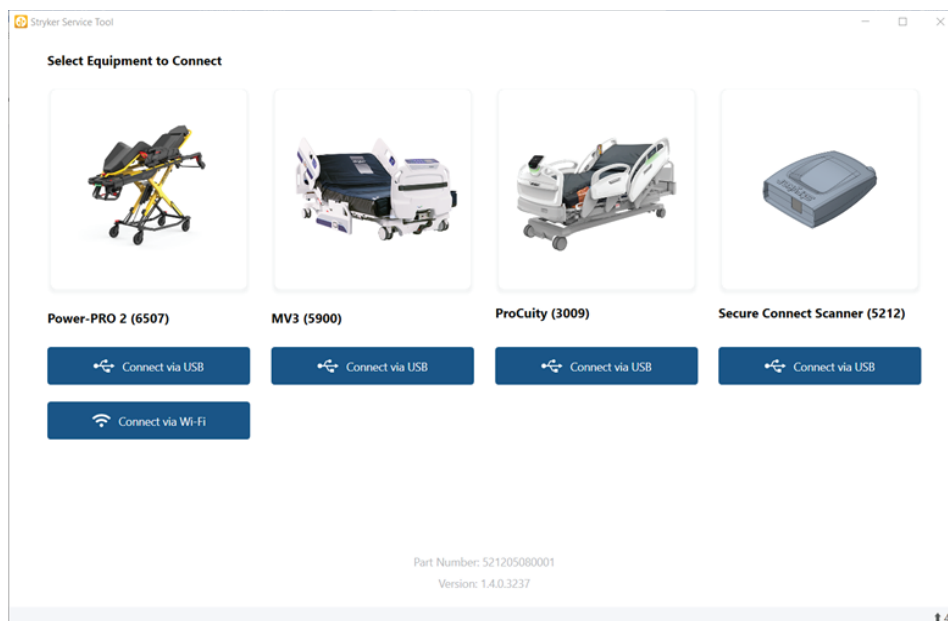 Stryker Service Tool
Select Equipment to Connect
Power-PRO 2 (6507)
MV3 (5900)
ProCuity (3009)
Secure Connect Scanner (5212)
Connect via USB
Connect via USB
Connect via USB
Connect via USB
Connect via Wi-Fi
Part Number: 521205080001
Version: 1.4.0.3237